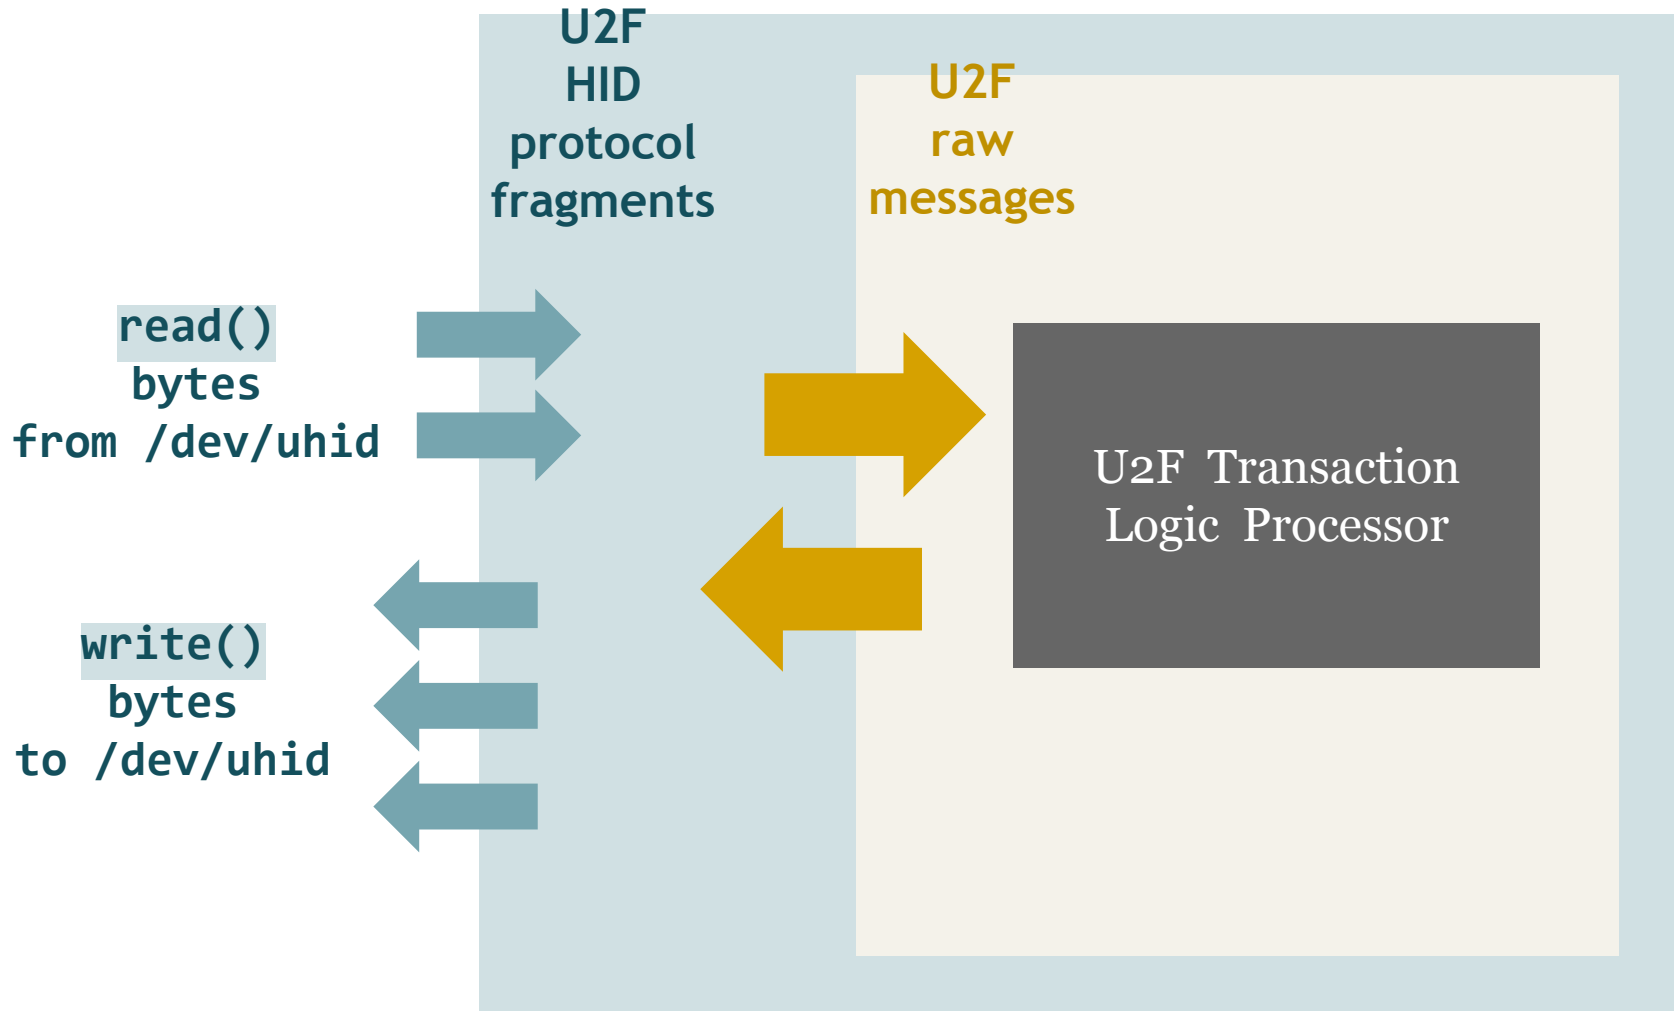 U2F
HID
protocol
fragments
U2F
raw
messages
read()
bytes
from /dev/uhid
write()
bytes
to /dev/uhid
U2F Transaction
Logic Processor